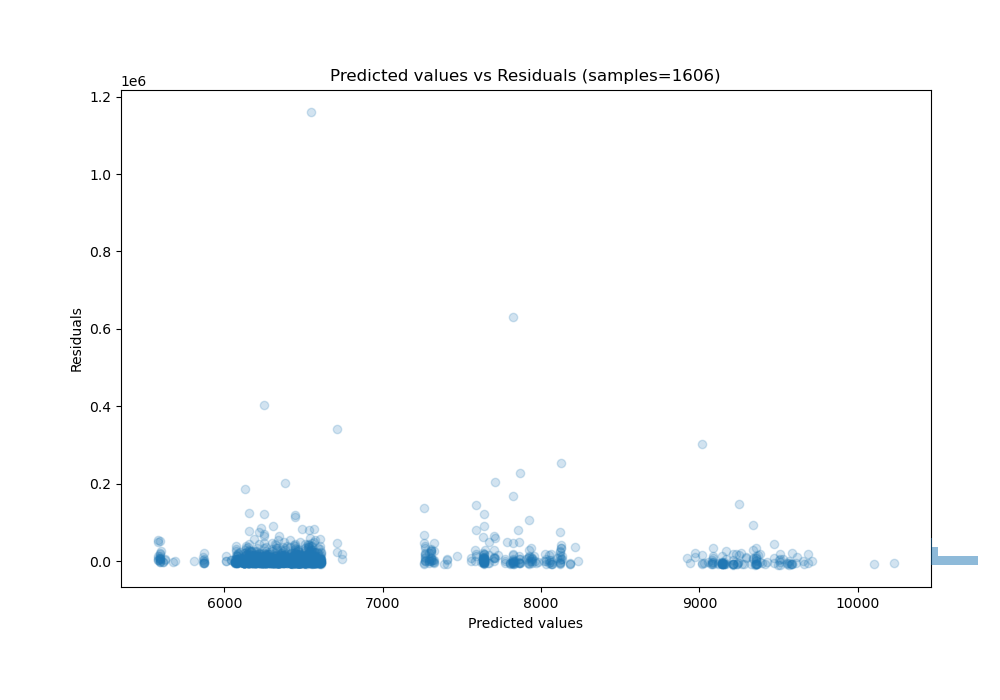 Predicted values vs Residuals (samples=1606)
1e6
1.2
1.0
0.8
0.6
0.4
0.2
0.0
Residuals
6000 7000 8000 9000 10000
Predicted values